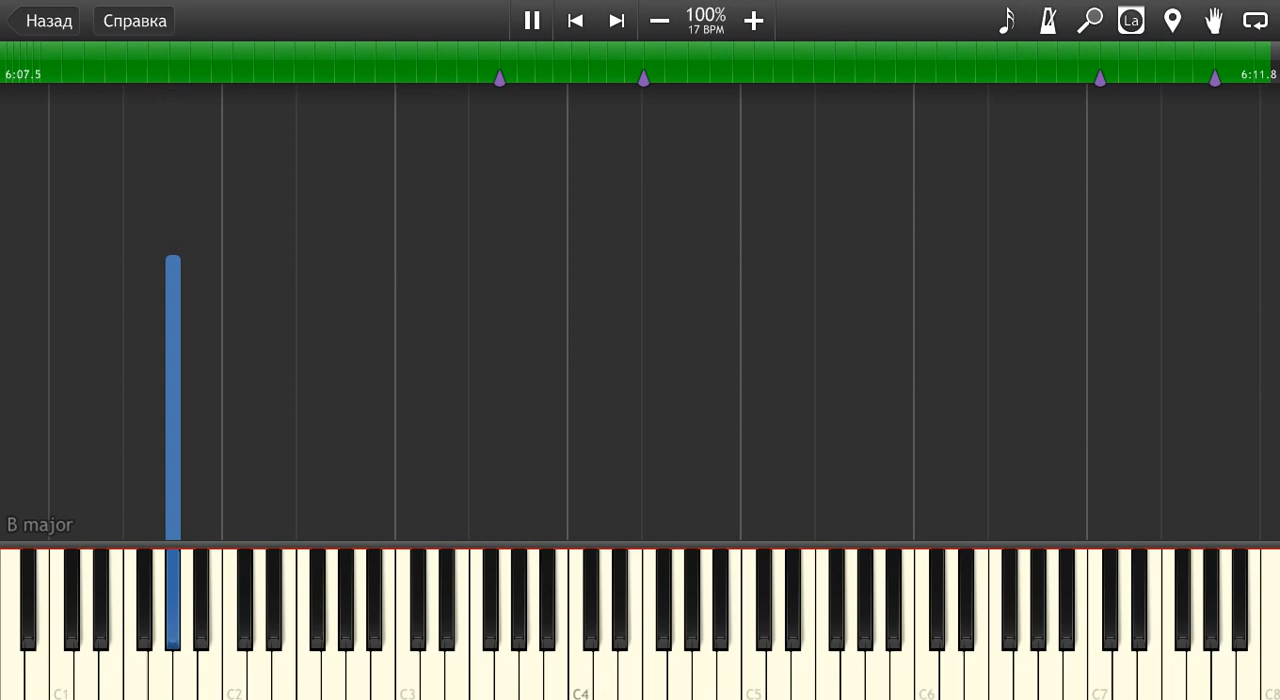 Назад
Справка
100%
17 BPM
La
6:07.5
6:11.8
B major
C1
C2
C3
C4
C5
C6
C7
C8